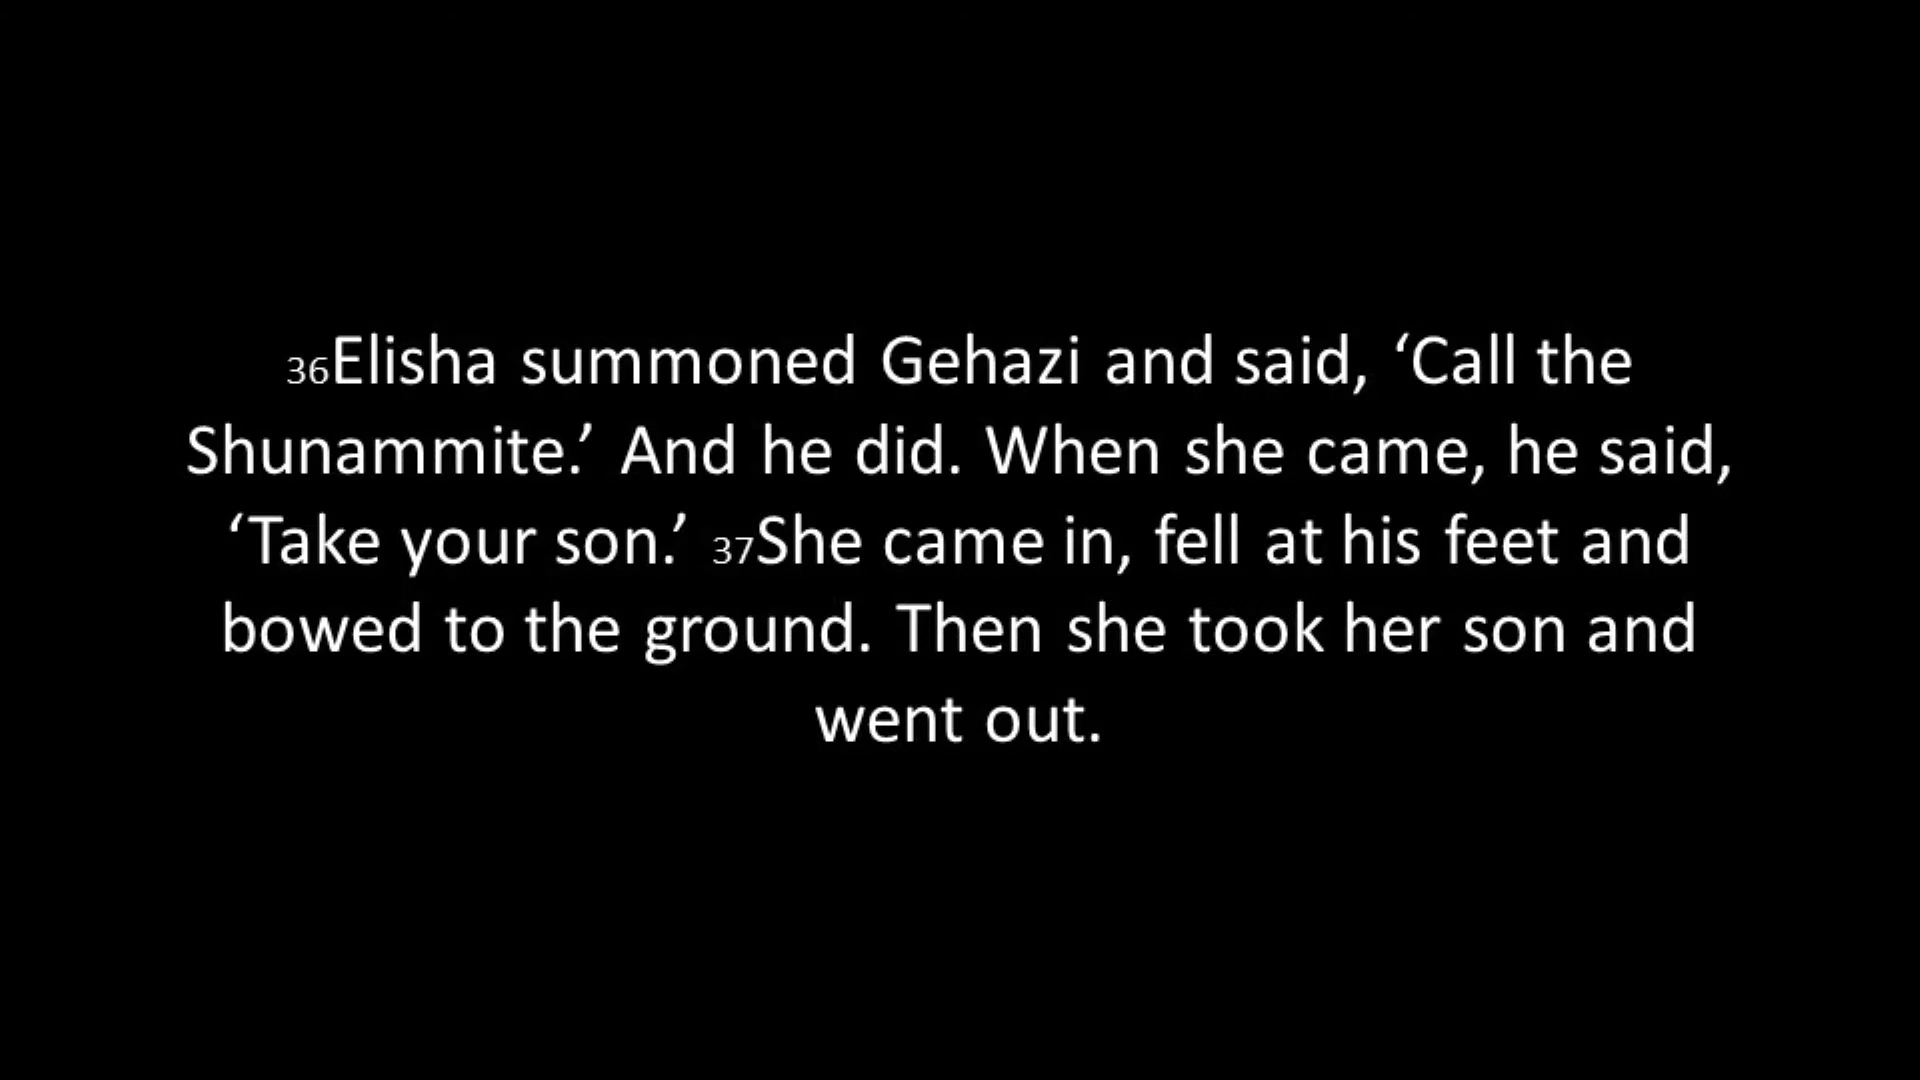 36Elisha summoned Gehazi and said, ‘Call the
Shunammite.’ And he did. When she came, he said,
‘Take your son.’ 37She came in, fell at his feet and
bowed to the ground. Then she took her son and
went out.